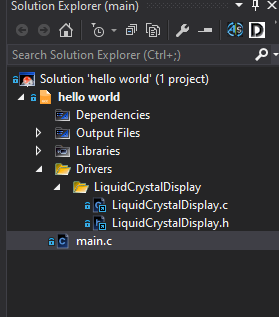 Solution Explorer (main)
Search Solution Explorer (Ctrl+;)
Solution 'hello world' (1 project)
hello world
Dependencies
Output Files
Libraries
Drivers
LiquidCrystalDisplay
LiquidCrystalDisplay.c
LiquidCrystalDisplay.h
main.c